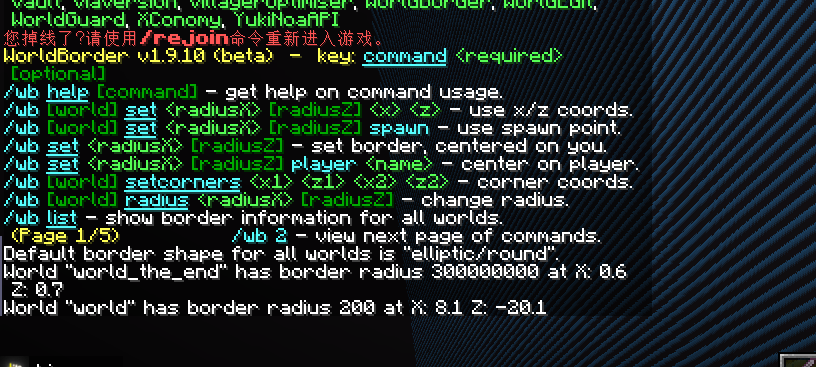 Vault, ViaVersion, VillagerOptimiser, WorldBorder, WorldEdit,
WorldGuard, XConomy, YukiNoaAPI
您掉线了?请使用/rejoin命令重新进入游戏。
WorldBorder v1.9.10 (beta) - key: command <required>
[optional]
/wb help [command] - get help on command usage.
/wb [world] set <radiusX> [radiusZ] <x> <z> - use x/z coords.
/wb [world] set <radiusX> [radiusZ] spawn - use spawn point.
/wb set <radiusX> [radiusZ] - set border, centered on you.
/wb set <radiusX> [radiusZ] player <name> - center on player.
/wb [world] setcorners <x1> <z1> <x2> <z2> - corner coords.
/wb [world] radius <radiusX> [radiusZ] - change radius.
/wb list - show border information for all worlds.
(Page 1/5) /wb 2 - view next page of commands.
Default border shape for all worlds is "elliptic/round".
World "world_the_end" has border radius 300000000 at X: 0.6
Z: 0.7
World "world" has border radius 200 at X: 8.1 Z: -20.1